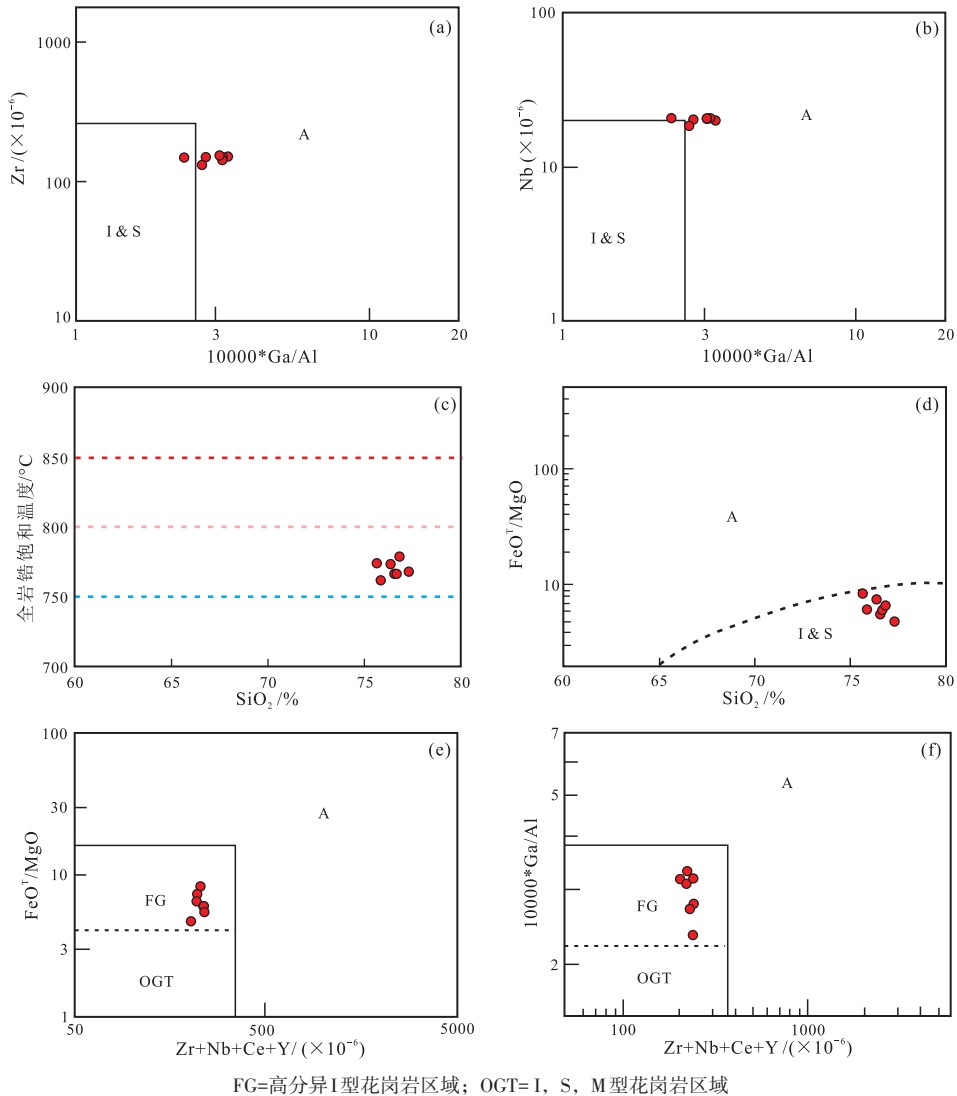 (a)
1000
100
10
Zr /(×10⁻⁶)
A
I & S
1 3 10 20
10000*Ga/Al
(b)
100
10
1
Nb (×10⁻⁶)
A
I & S
1 3 10 20
10000*Ga/Al
(c)
900
850
800
750
700
全岩锆饱和温度/°C
60 65 70 75 80
SiO₂ /%
(d)
100
10
FeOᵀ/MgO
A
I & S
60 65 70 75 80
SiO₂ /%
(e)
100
30
10
3
1
FeOᵀ/MgO
A
FG
OGT
50 500 5000
Zr+Nb+Ce+Y/ (×10⁻⁶)
(f)
7
5
2
10000*Ga/Al
A
FG
OGT
100 1000
Zr+Nb+Ce+Y /(×10⁻⁶)
FG=高分异I型花岗岩区域；OGT= I，S，M型花岗岩区域